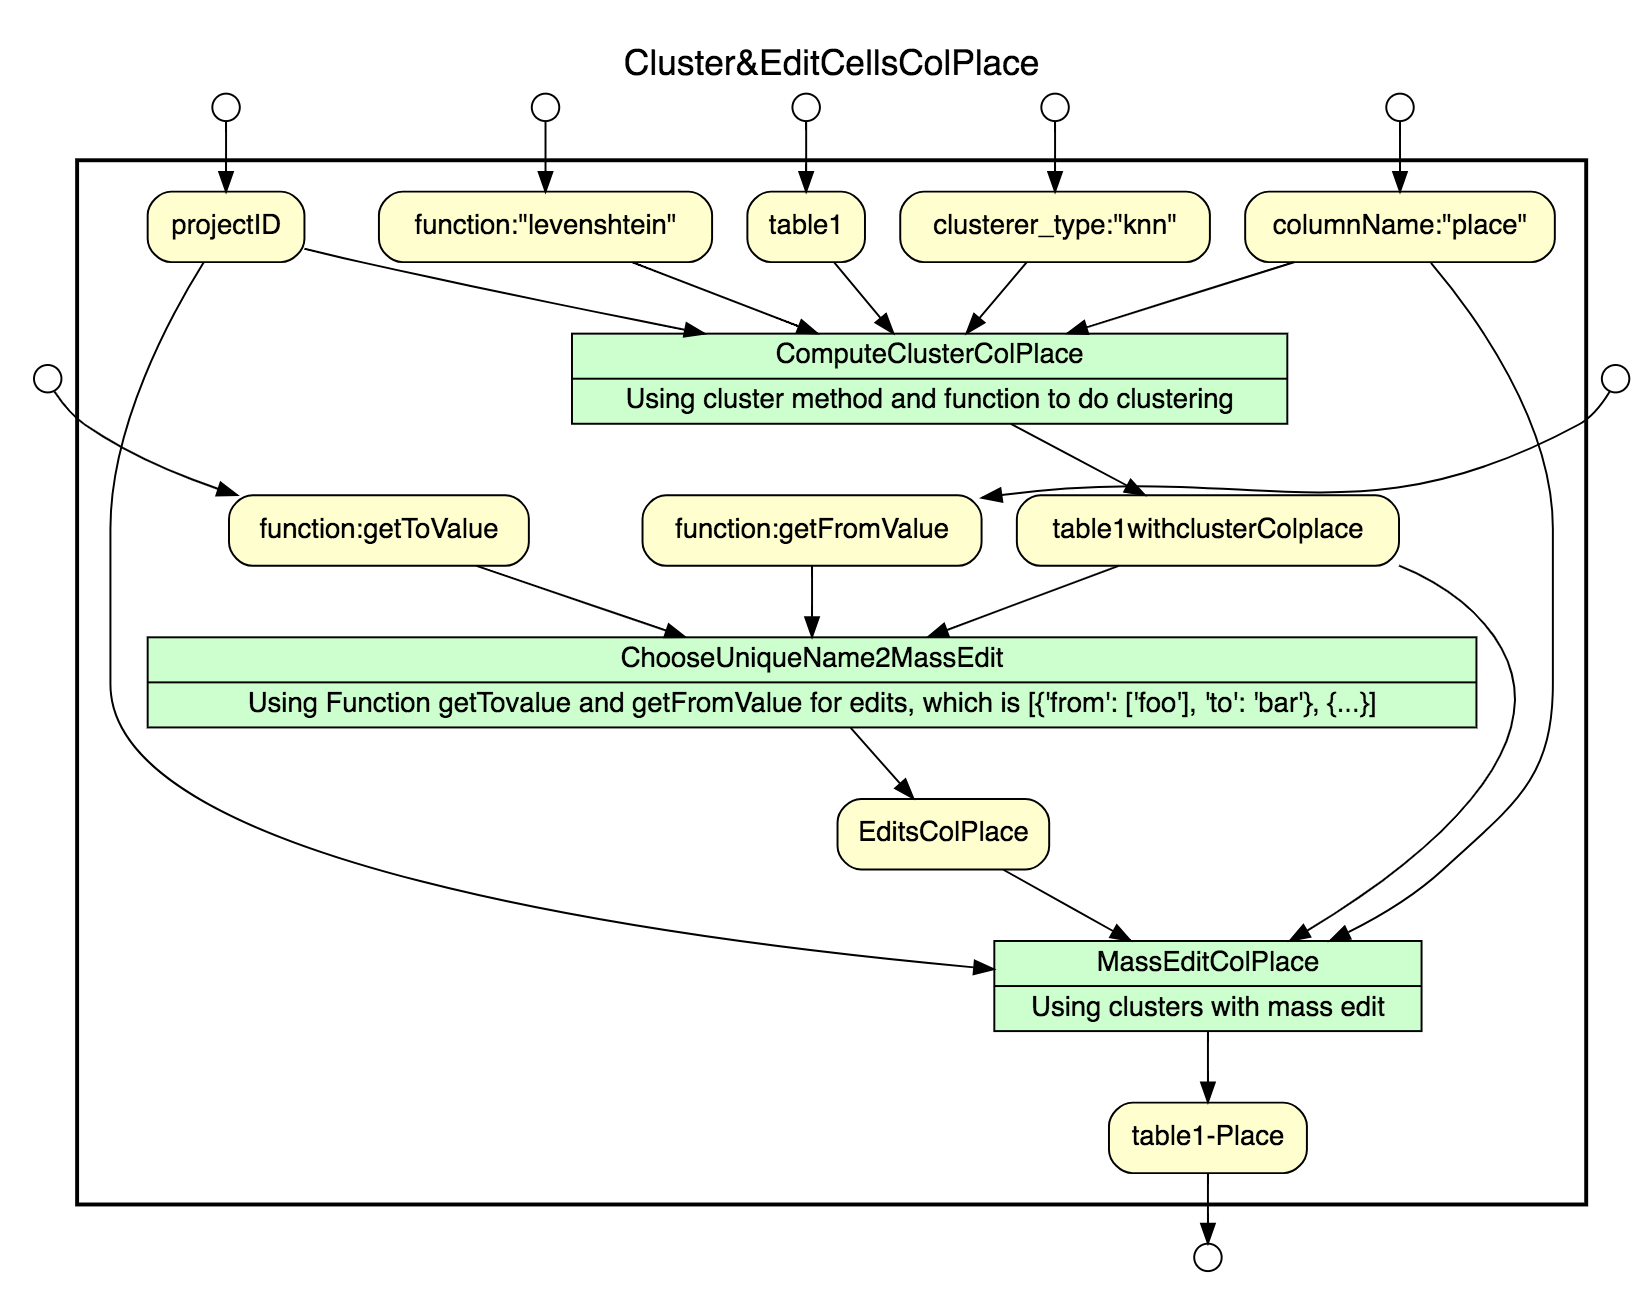 Cluster&EditCellsColPlace
projectID
function:"levenshtein"
table1
clusterer_type:"knn"
columnName:"place"
ComputeClusterColPlace
Using cluster method and function to do clustering
function:getToValue
function:getFromValue
table1withclusterColplace
ChooseUniqueName2MassEdit
Using Function getTovalue and getFromValue for edits, which is [{'from': ['foo'], 'to': 'bar'}, {...}]
EditsColPlace
MassEditColPlace
Using clusters with mass edit
table1-Place